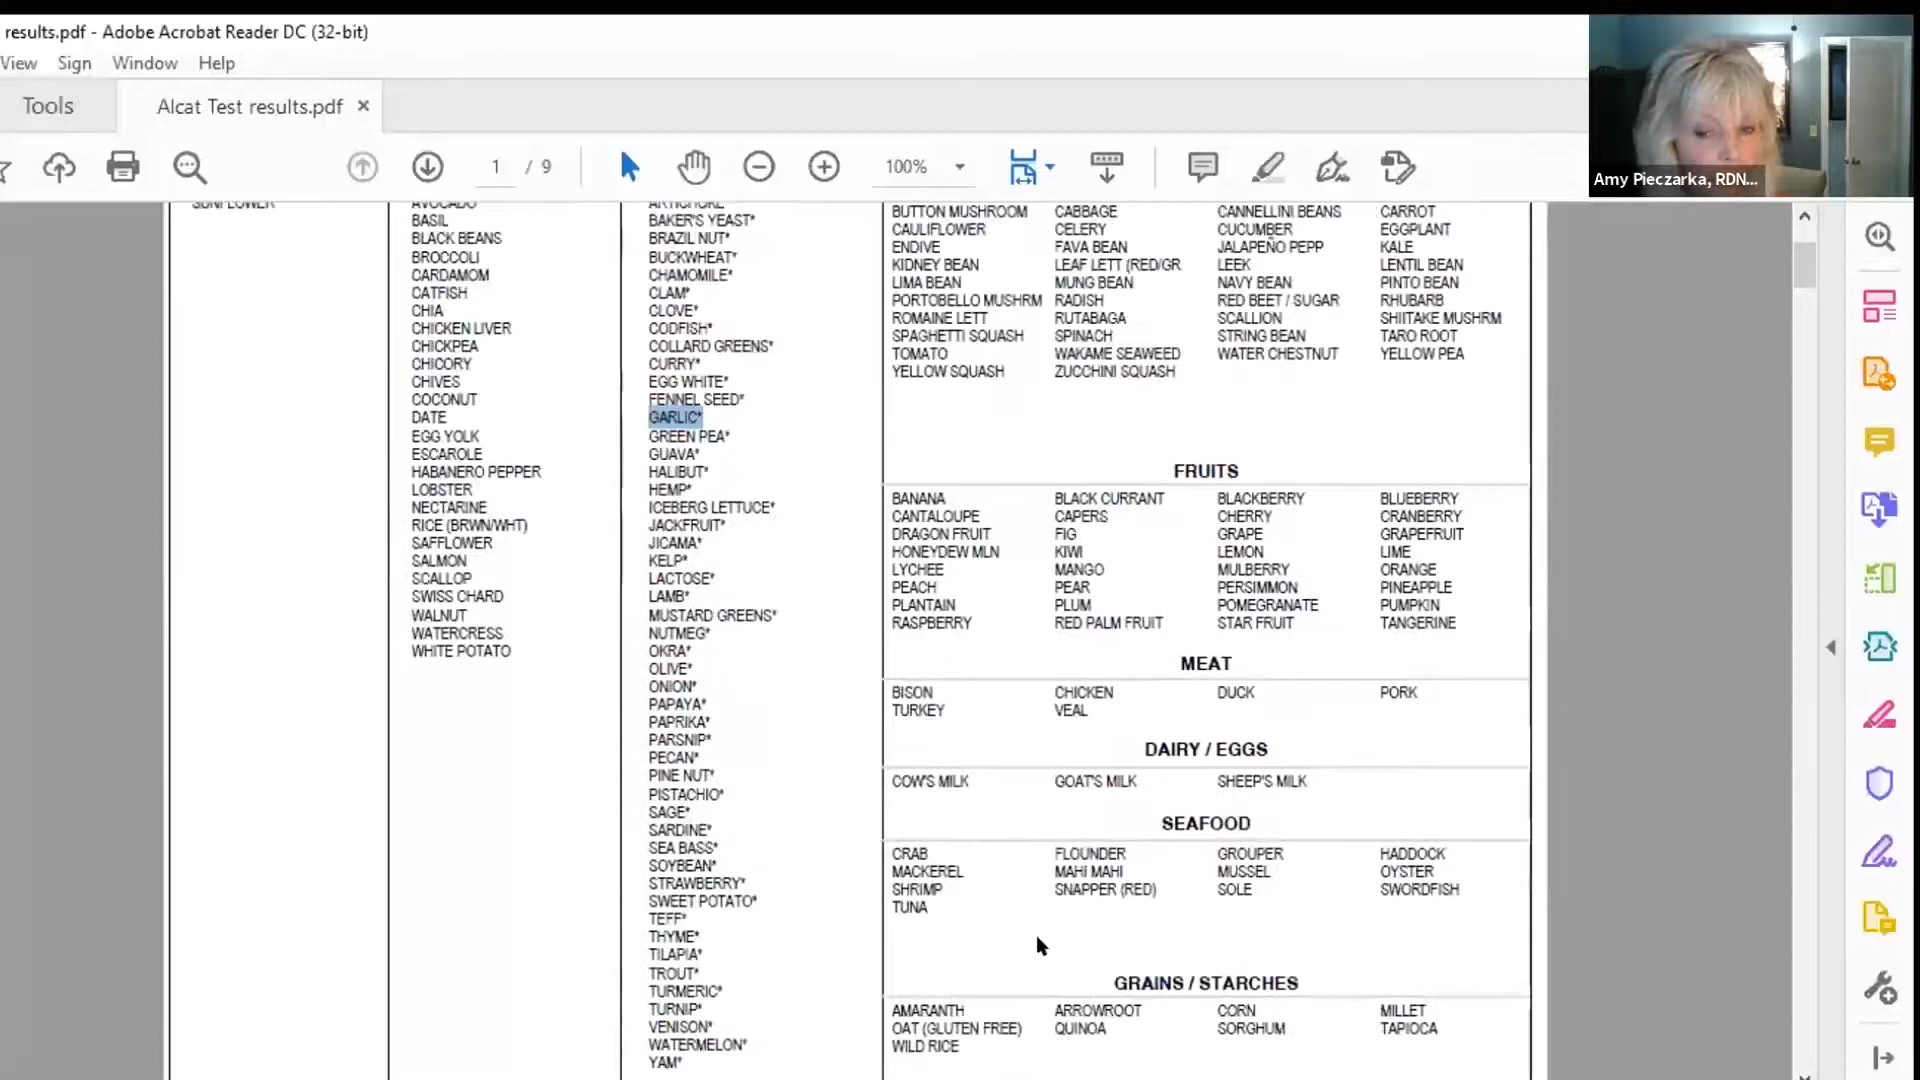 results.pdf - Adobe Acrobat Reader DC (32-bit)
View Sign Window Help
Tools Alcat Test results.pdf ×
1 / 9 100%
Amy Pieczarka, RDN...
SUNFLOWER
AVOCADO
BASIL
BLACK BEANS
BROCCOLI
CARDAMOM
CATFISH
CHIA
CHICKEN LIVER
CHICKPEA
CHICORY
CHIVES
COCONUT
DATE
EGG YOLK
ESCAROLE
HABANERO PEPPER
LOBSTER
NECTARINE
RICE (BRWN/WHT)
SAFFLOWER
SALMON
SCALLOP
SWISS CHARD
WALNUT
WATERCRESS
WHITE POTATO
ARTICHOKE
BAKER'S YEAST*
BRAZIL NUT*
BUCKWHEAT*
CHAMOMILE*
CLAM*
CLOVE*
CODFISH*
COLLARD GREENS*
CURRY*
EGG WHITE*
FENNEL SEED*
GARLIC*
GREEN PEA*
GUAVA*
HALIBUT*
HEMP*
ICEBERG LETTUCE*
JACKFRUIT*
JICAMA*
KELP*
LACTOSE*
LAMB*
MUSTARD GREENS*
NUTMEG*
OKRA*
OLIVE*
ONION*
PAPAYA*
PAPRIKA*
PARSNIP*
PECAN*
PINE NUT*
PISTACHIO*
SAGE*
SARDINE*
SEA BASS*
SOYBEAN*
STRAWBERRY*
SWEET POTATO*
TEFF*
THYME*
TILAPIA*
TROUT*
TURMERIC*
TURNIP*
VENISON*
WATERMELON*
YAM*
BUTTON MUSHROOM CABBAGE CANNELLINI BEANS CARROT
CAULIFLOWER CELERY CUCUMBER EGGPLANT
ENDIVE FAVA BEAN JALAPEÑO PEPP KALE
KIDNEY BEAN LEAF LETT (RED/GR LEEK LENTIL BEAN
LIMA BEAN MUNG BEAN NAVY BEAN PINTO BEAN
PORTOBELLO MUSHRM RADISH RED BEET / SUGAR RHUBARB
ROMAINE LETT RUTABAGA SCALLION SHIITAKE MUSHRM
SPAGHETTI SQUASH SPINACH STRING BEAN TARO ROOT
TOMATO WAKAME SEAWEED WATER CHESTNUT YELLOW PEA
YELLOW SQUASH ZUCCHINI SQUASH
FRUITS
BANANA BLACK CURRANT BLACKBERRY BLUEBERRY
CANTALOUPE CAPERS CHERRY CRANBERRY
DRAGON FRUIT FIG GRAPE GRAPEFRUIT
HONEYDEW MLN KIWI LEMON LIME
LYCHEE MANGO MULBERRY ORANGE
PEACH PEAR PERSIMMON PINEAPPLE
PLANTAIN PLUM POMEGRANATE PUMPKIN
RASPBERRY RED PALM FRUIT STAR FRUIT TANGERINE
MEAT
BISON CHICKEN DUCK PORK
TURKEY VEAL
DAIRY / EGGS
COW'S MILK GOAT'S MILK SHEEP'S MILK
SEAFOOD
CRAB FLOUNDER GROUPER HADDOCK
MACKEREL MAHI MAHI MUSSEL OYSTER
SHRIMP SNAPPER (RED) SOLE SWORDFISH
TUNA
GRAINS / STARCHES
AMARANTH ARROWROOT CORN MILLET
OAT (GLUTEN FREE) QUINOA SORGHUM TAPIOCA
WILD RICE